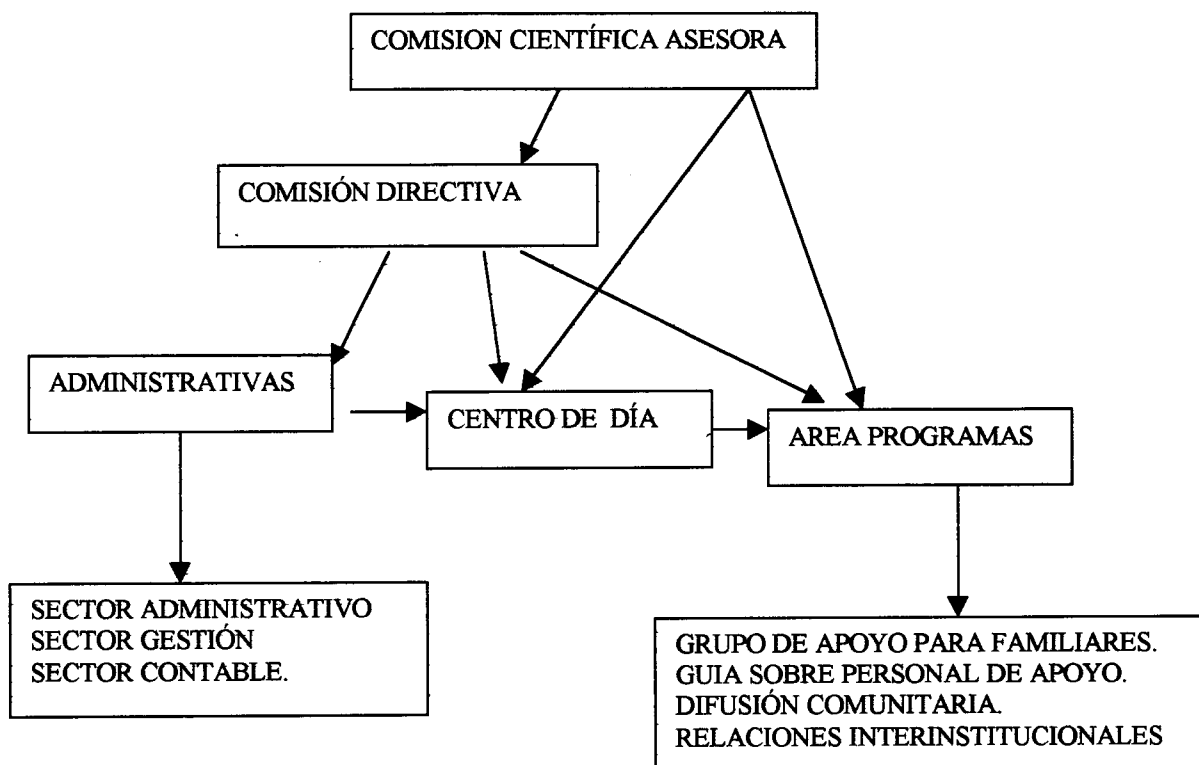 COMISION CIENTÍFICA ASESORA
COMISIÓN DIRECTIVA
ADMINISTRATIVAS
CENTRO DE DÍA
AREA PROGRAMAS
SECTOR ADMINISTRATIVO
SECTOR GESTIÓN
SECTOR CONTABLE.
GRUPO DE APOYO PARA FAMILIARES.
GUIA SOBRE PERSONAL DE APOYO.
DIFUSIÓN COMUNITARIA.
RELACIONES INTERINSTITUCIONALES